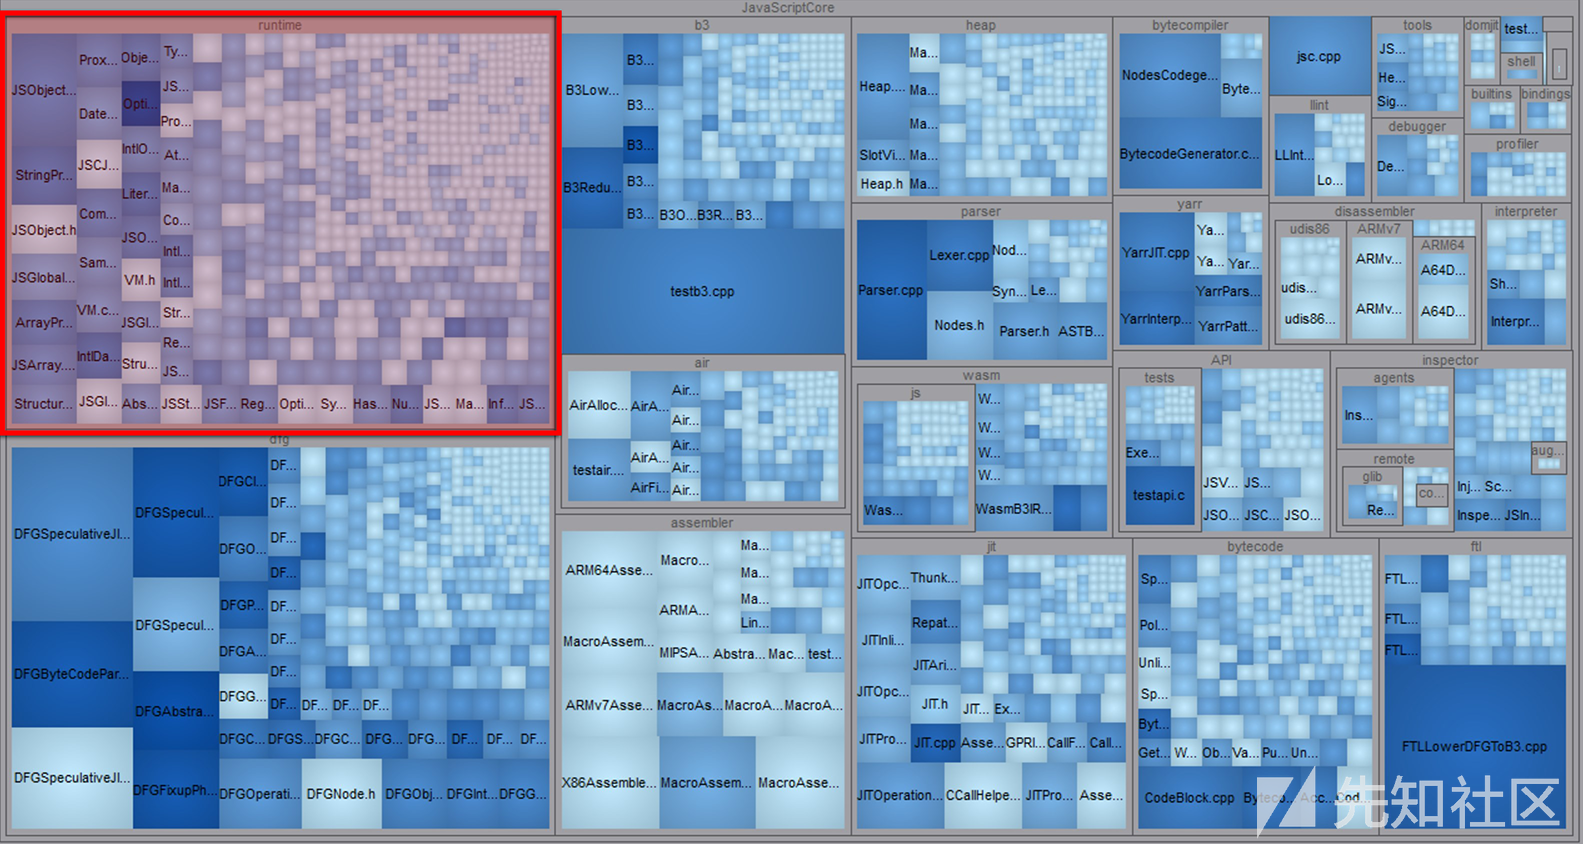 JavaScriptCore
runtime
JSObject...
StringPr...
JSObject.h
JSGlobal...
ArrayPr...
JSArray....
Structur...
Prox...
Date...
JSCJ...
Com...
Sam...
VM.c...
IntlDa...
JSGl...
Obje...
Opti...
IntlO...
Liter...
JSO...
VM.h
JSGl...
Stru...
Abs...
Ty...
JS...
Pro...
At...
Ma...
Co...
Intl...
Intl...
Str...
Re...
JS...
JSSt...
JSF...
Reg...
Opti...
Sy...
Has...
Nu...
JS...
Ma...
Inf...
JS...
b3
B3Low...
B3Redu...
B3...
B3...
B3...
B3...
B3...
B3O...
B3R...
B3...
testb3.cpp
heap
Heap....
SlotVi...
Heap.h
Ma...
Ma...
Ma...
Ma...
Ma...
bytecompiler
NodesCodege...
Byte...
BytecodeGenerator.c...
jsc.cpp
tools
JS...
He...
Sig...
domjit
test...
shell
builtins
bindings
llint
LLInt...
Lo...
debugger
De...
profiler
parser
Parser.cpp
Lexer.cpp
Nod...
Syn...
Le...
Nodes.h
Parser.h
ASTB...
yarr
YarrJIT.cpp
Ya...
Ya...
Yar...
YarrInterp...
YarrPars...
YarrPatt...
disassembler
udis86
udis...
udis86...
ARMv7
ARMv...
ARMv...
ARM64
A64D...
A64D...
interpreter
Sh...
Interpr...
dfg
DFGSpeculativeJI...
DFGByteCodePar...
DFGSpeculativeJI...
DFGSpecul...
DFGSpecul...
DFGAbstra...
DFGFixupPh...
DFGCl...
DFGO...
DFGP...
DFGA...
DFGG...
DF...
DF...
DF...
DF...
DF...
DF...
DF...
DF...
DF...
DF...
DF...
DFGC...
DFGS...
DFGC...
DFG...
DFG...
DF...
DF...
DF...
DFGOperati...
DFGNode.h
DFGObj...
DFGInt...
DFGG...
air
AirAlloc...
testair....
AirA...
AirA...
AirFi...
Air...
Air...
Air...
Air...
Air...
wasm
js
Was...
W...
W...
W...
W...
WasmB3IR...
API
tests
Exe...
testapi.c
JSV...
JS...
JSO...
JSC...
JSO...
inspector
agents
Ins...
remote
glib
Re...
co...
aug...
Inj...
Sc...
Inspe...
JSIn...
assembler
ARM64Asse...
MacroAssem...
ARMv7Asse...
X86Assemble...
Macro...
ARMA...
MIPSA...
Ma...
Ma...
Ma...
Lin...
Abstra...
Mac...
test...
MacroAs...
MacroA...
MacroA...
MacroAssem...
MacroAsse...
jit
JITOpc...
JITInli...
JITOpc...
JITPro...
JITOperation...
Thunk...
Repat...
JITAri...
JIT.h
JIT...
Ex...
JIT.cpp
Asse...
GPRI...
CallF...
Call...
CCallHelpe...
JITPro...
Asse...
bytecode
Sp...
Pol...
Unli...
Sp...
Byt...
Get...
W...
Ob...
Va...
Pu...
Un...
CodeBlock.cpp
Byteco...
Acc...
Cod...
ftl
FTL...
FTL...
FTL...
FTLLowerDFGToB3.cpp
先知社区